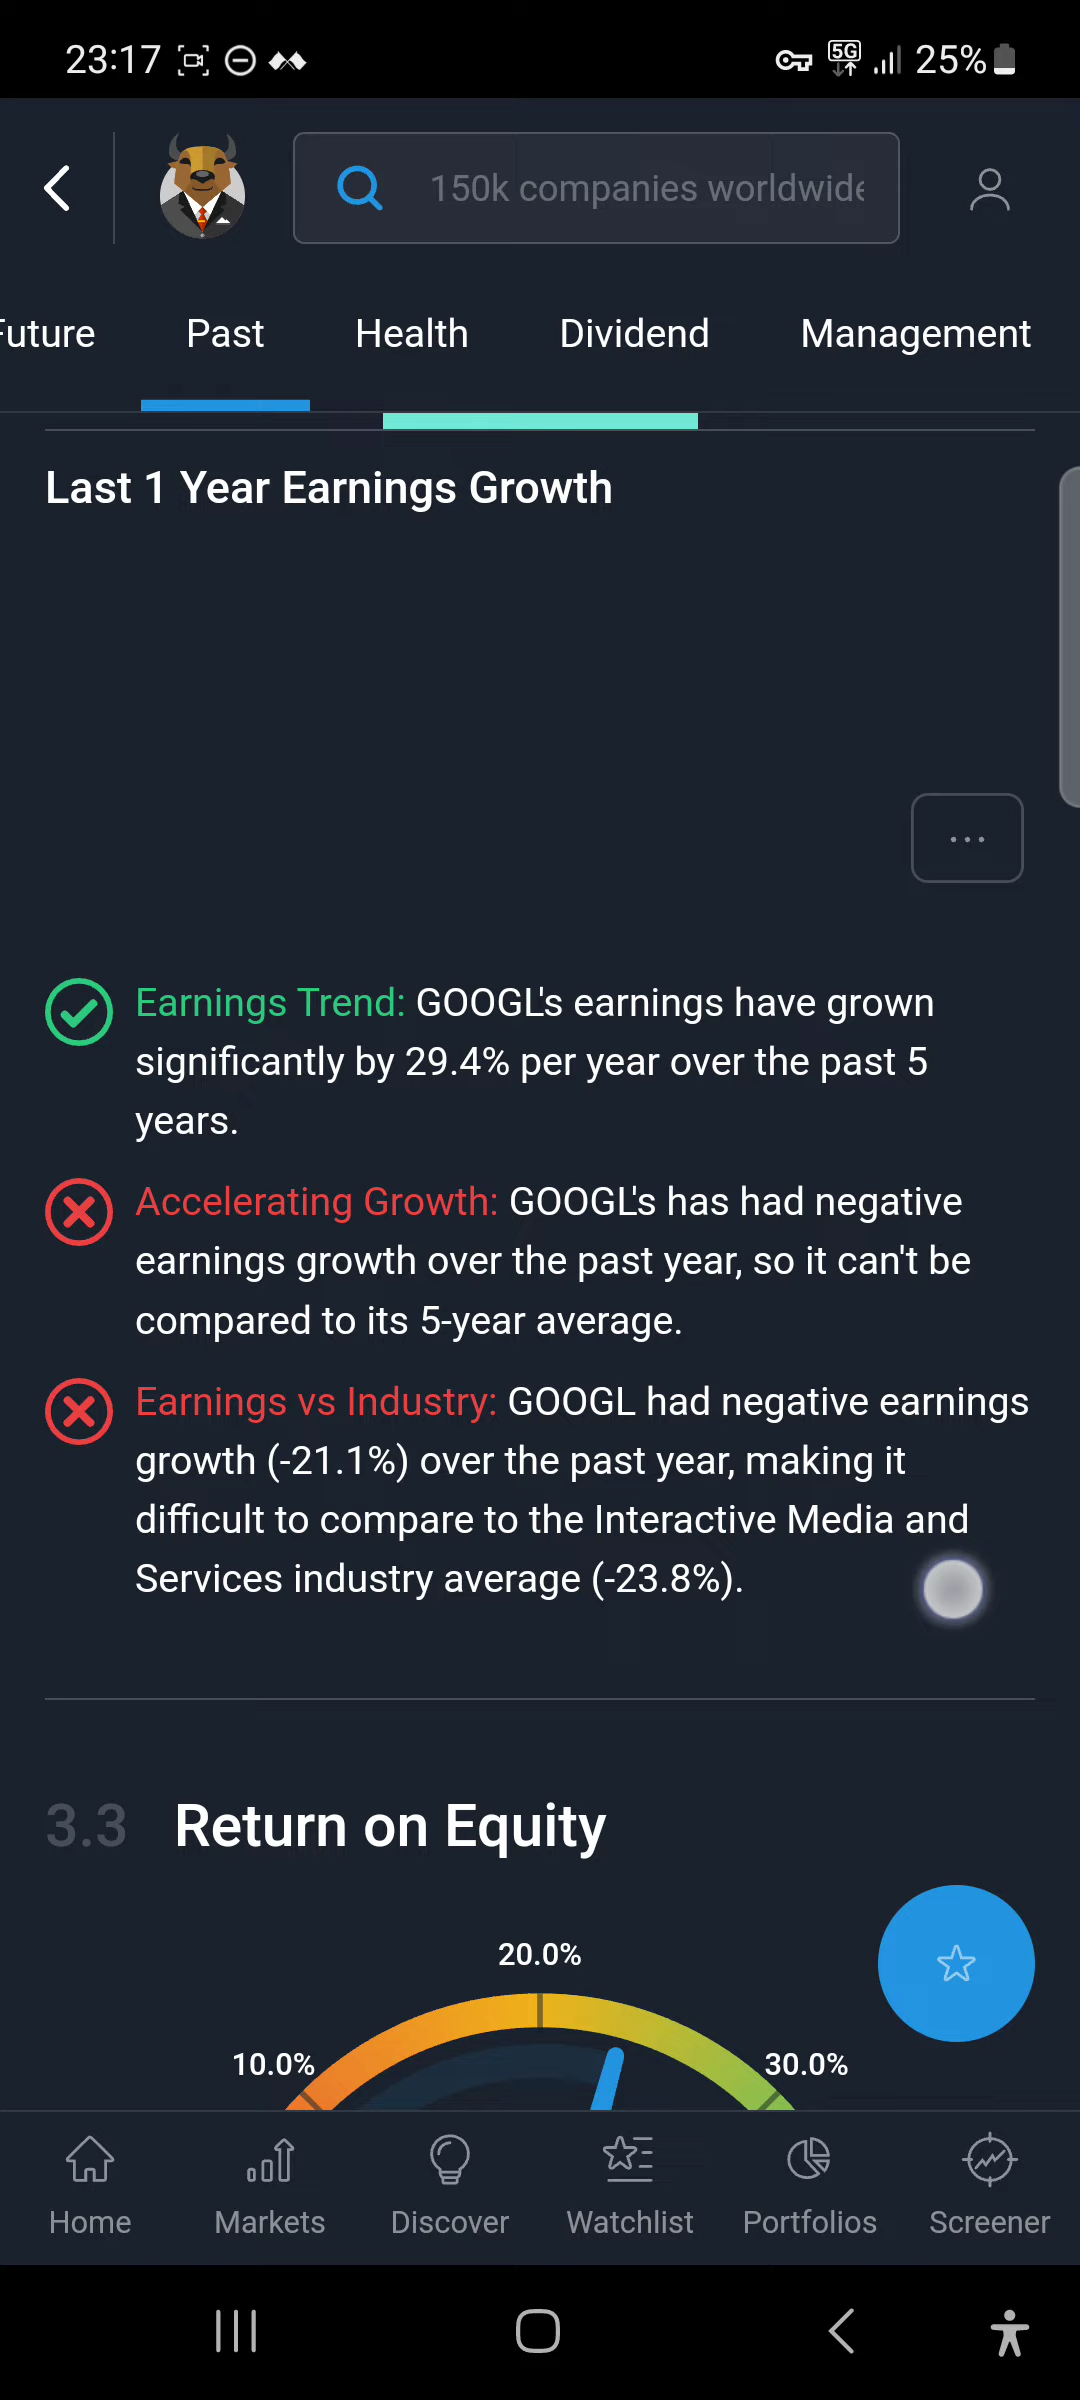 23:17
5G
25%
150k companies worldwide
Future
Past
Health
Dividend
Management
Last 1 Year Earnings Growth
...
Earnings Trend: GOOGL's earnings have grown
significantly by 29.4% per year over the past 5
years.
Accelerating Growth: GOOGL's has had negative
earnings growth over the past year, so it can't be
compared to its 5-year average.
Earnings vs Industry: GOOGL had negative earnings
growth (-21.1%) over the past year, making it
difficult to compare to the Interactive Media and
Services industry average (-23.8%).
3.3 Return on Equity
20.0%
10.0%
30.0%
Home
Markets
Discover
Watchlist
Portfolios
Screener